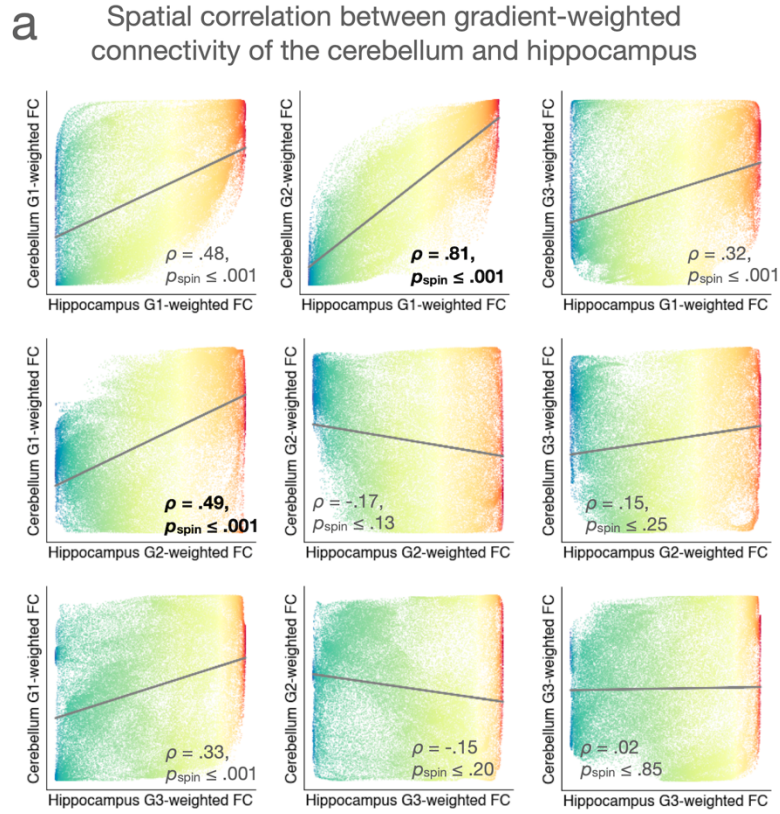 a
Spatial correlation between gradient-weighted
connectivity of the cerebellum and hippocampus
Cerebellum G1-weighted FC
ρ = .48,
pspin ≤ .001
Hippocampus G1-weighted FC
Cerebellum G2-weighted FC
ρ = .81,
pspin ≤ .001
Hippocampus G1-weighted FC
Cerebellum G3-weighted FC
ρ = .32,
pspin ≤ .001
Hippocampus G1-weighted FC
Cerebellum G1-weighted FC
ρ = .49,
pspin ≤ .001
Hippocampus G2-weighted FC
Cerebellum G2-weighted FC
ρ = -.17,
pspin ≤ .13
Hippocampus G2-weighted FC
Cerebellum G3-weighted FC
ρ = .15,
pspin ≤ .25
Hippocampus G2-weighted FC
Cerebellum G1-weighted FC
ρ = .33,
pspin ≤ .001
Hippocampus G3-weighted FC
Cerebellum G2-weighted FC
ρ = -.15
pspin ≤ .20
Hippocampus G3-weighted FC
Cerebellum G3-weighted FC
ρ = .02
pspin ≤ .85
Hippocampus G3-weighted FC